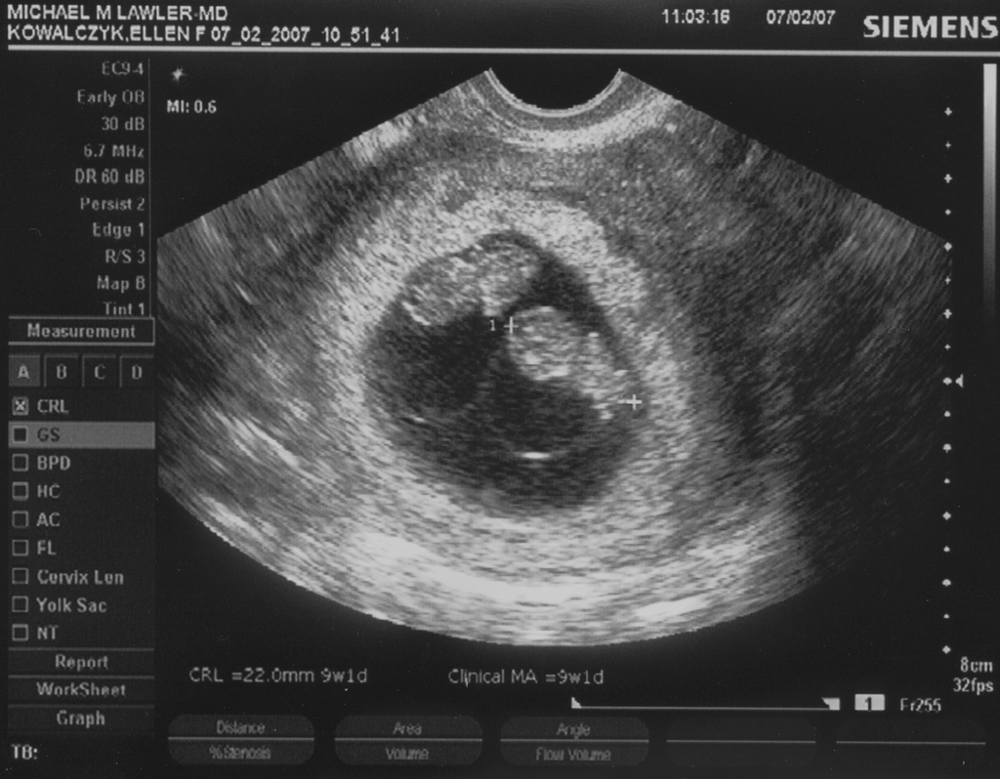 MICHAEL M LAWLER-MD
KOWALCZYK,ELLEN F 07_02_2007_10_51_41
11:03:16 07/02/07
SIEMENS
EC9-4
Early OB
30 dB
6.7 MHz
DR 60 dB
Persist 2
Edge 1
R/S 3
Map B
Tint 1
MI: 0.6
Measurement
A B C D
CRL
GS
BPD
HC
AC
FL
Cervix Len
Yolk Sac
NT
Report
WorkSheet
Graph
TB:
1
CRL =22.0mm 9w1d
Clinical MA =9w1d
8cm
32fps
1 Fr255
Distance Area Angle
%Stenosis Volume Flow Volume